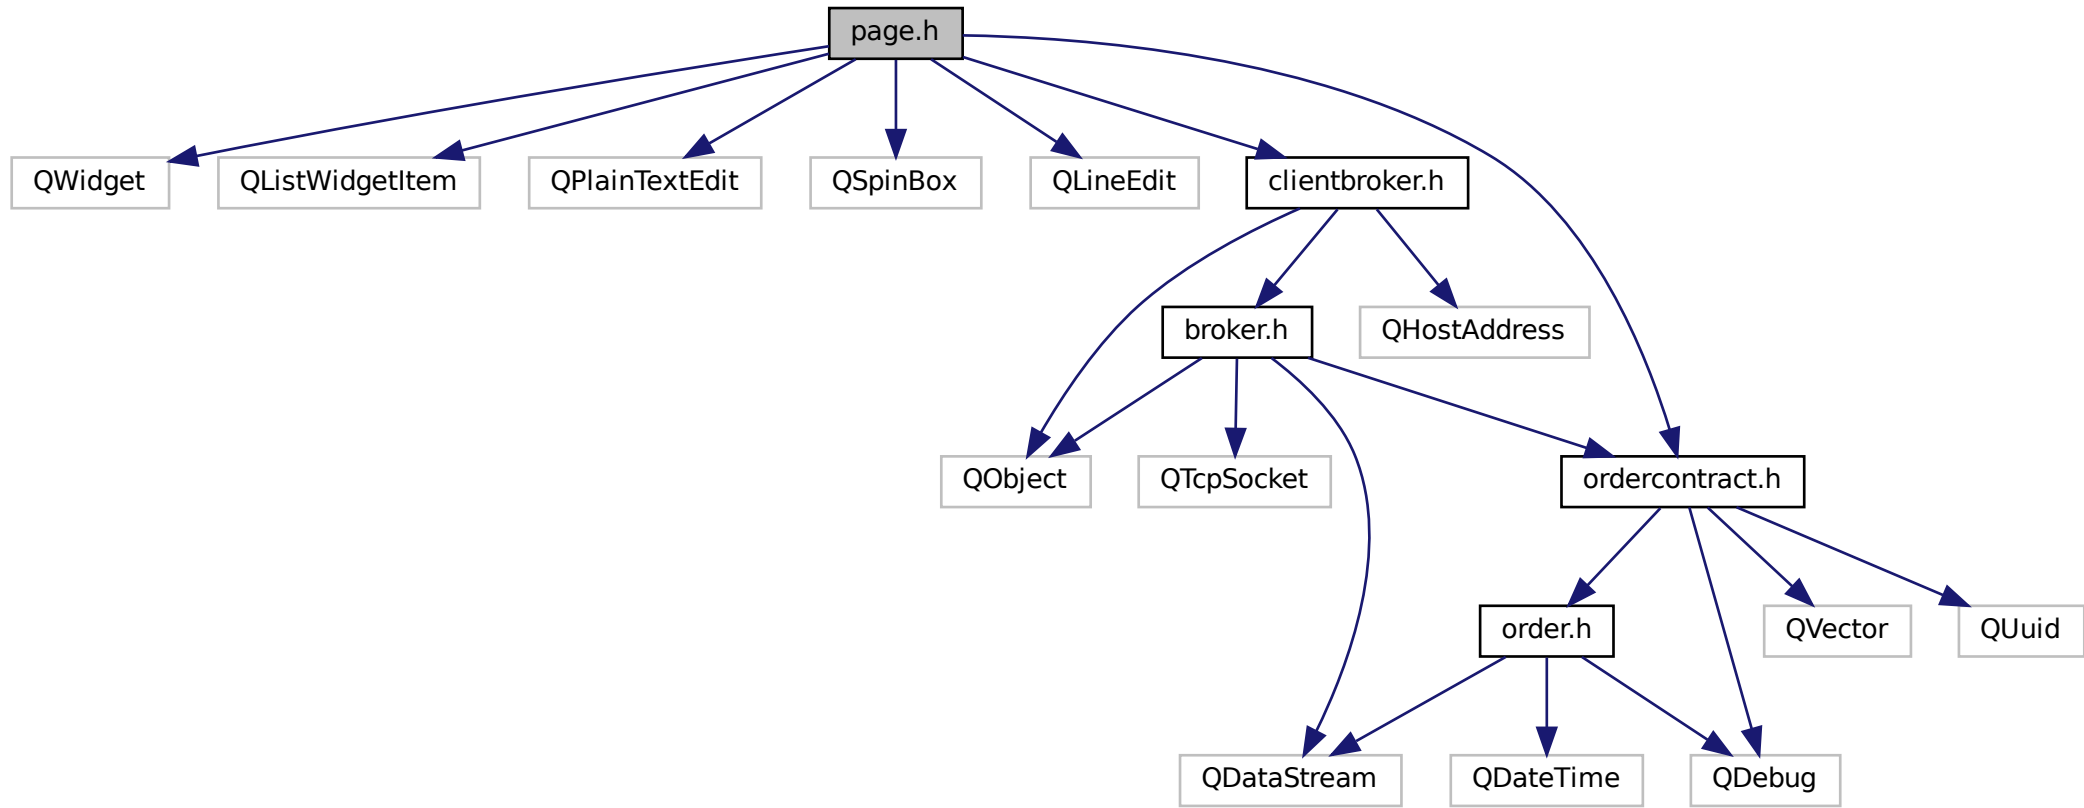 page.h
QWidget
QListWidgetItem
QPlainTextEdit
QSpinBox
QLineEdit
clientbroker.h
broker.h
QHostAddress
QObject
QTcpSocket
ordercontract.h
order.h
QVector
QUuid
QDataStream
QDateTime
QDebug